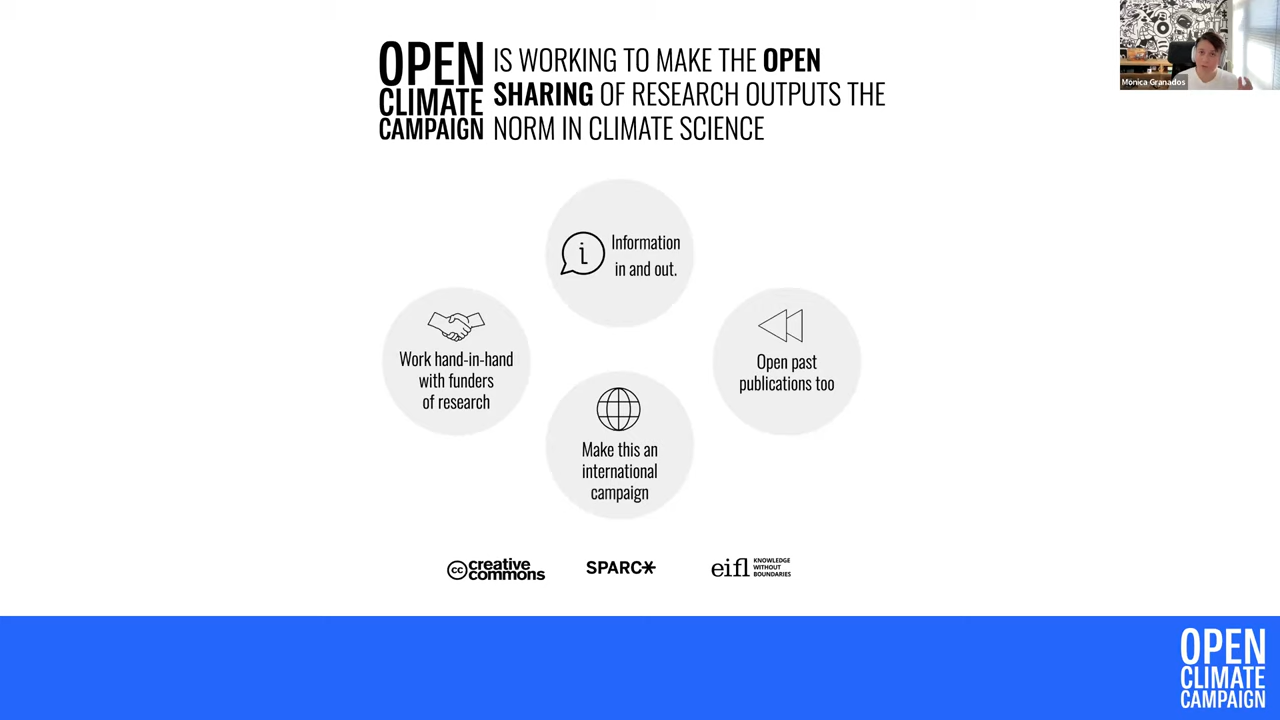 OPEN
CLIMATE
CAMPAIGN
IS WORKING TO MAKE THE OPEN
SHARING OF RESEARCH OUTPUTS THE
NORM IN CLIMATE SCIENCE
Monica Granados
i
Information
in and out.
Work hand-in-hand
with funders
of research
Open past
publications too
Make this an
international
campaign
cc creative
commons
SPARC
eifl
KNOWLEDGE
WITHOUT
BOUNDARIES
OPEN
CLIMATE
CAMPAIGN